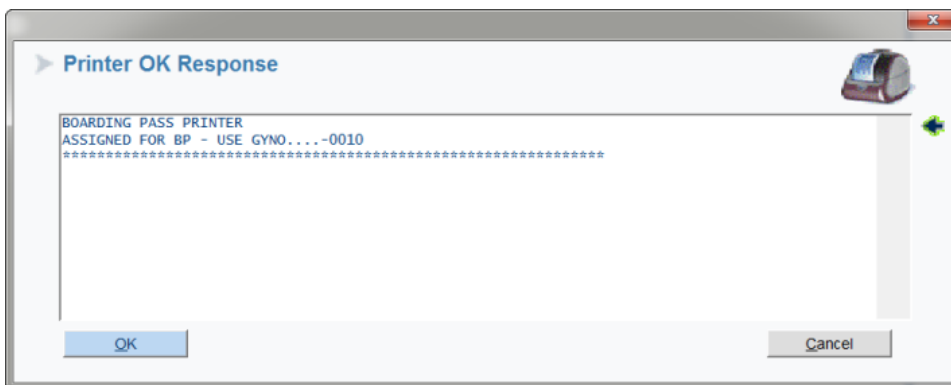 Printer OK Response
BOARDING PASS PRINTER
ASSIGNED FOR BP - USE GYNO....-0010
***************************************************************
OK
Cancel